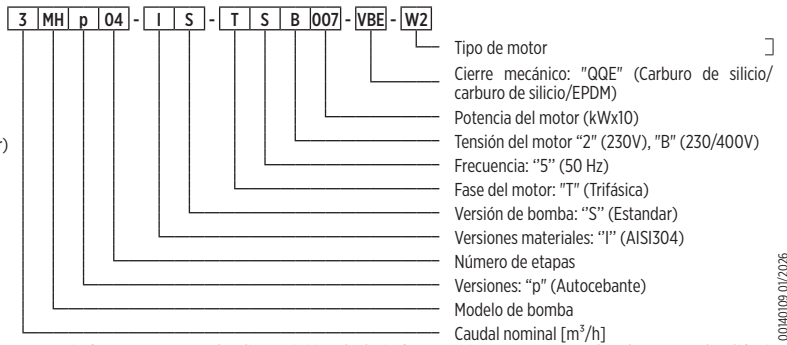 3 MH p 04 - I S - T S B 007 - VBE - W2
Tipo de motor
Cierre mecánico: "QQE" (Carburo de silicio/
carburo de silicio/EPDM)
Potencia del motor (kWx10)
r)
Tensión del motor “2" (230V), "B" (230/400V)
Frecuencia: ‘'5’' (50 Hz)
Fase del motor: "T" (Trifásica)
Versión de bomba: ‘'S’' (Estandar)
Versiones materiales: ‘'I’' (AISI304)
Número de etapas
Versiones: “p" (Autocebante)
Modelo de bomba
Caudal nominal [m³/h]
00140109 01/2026